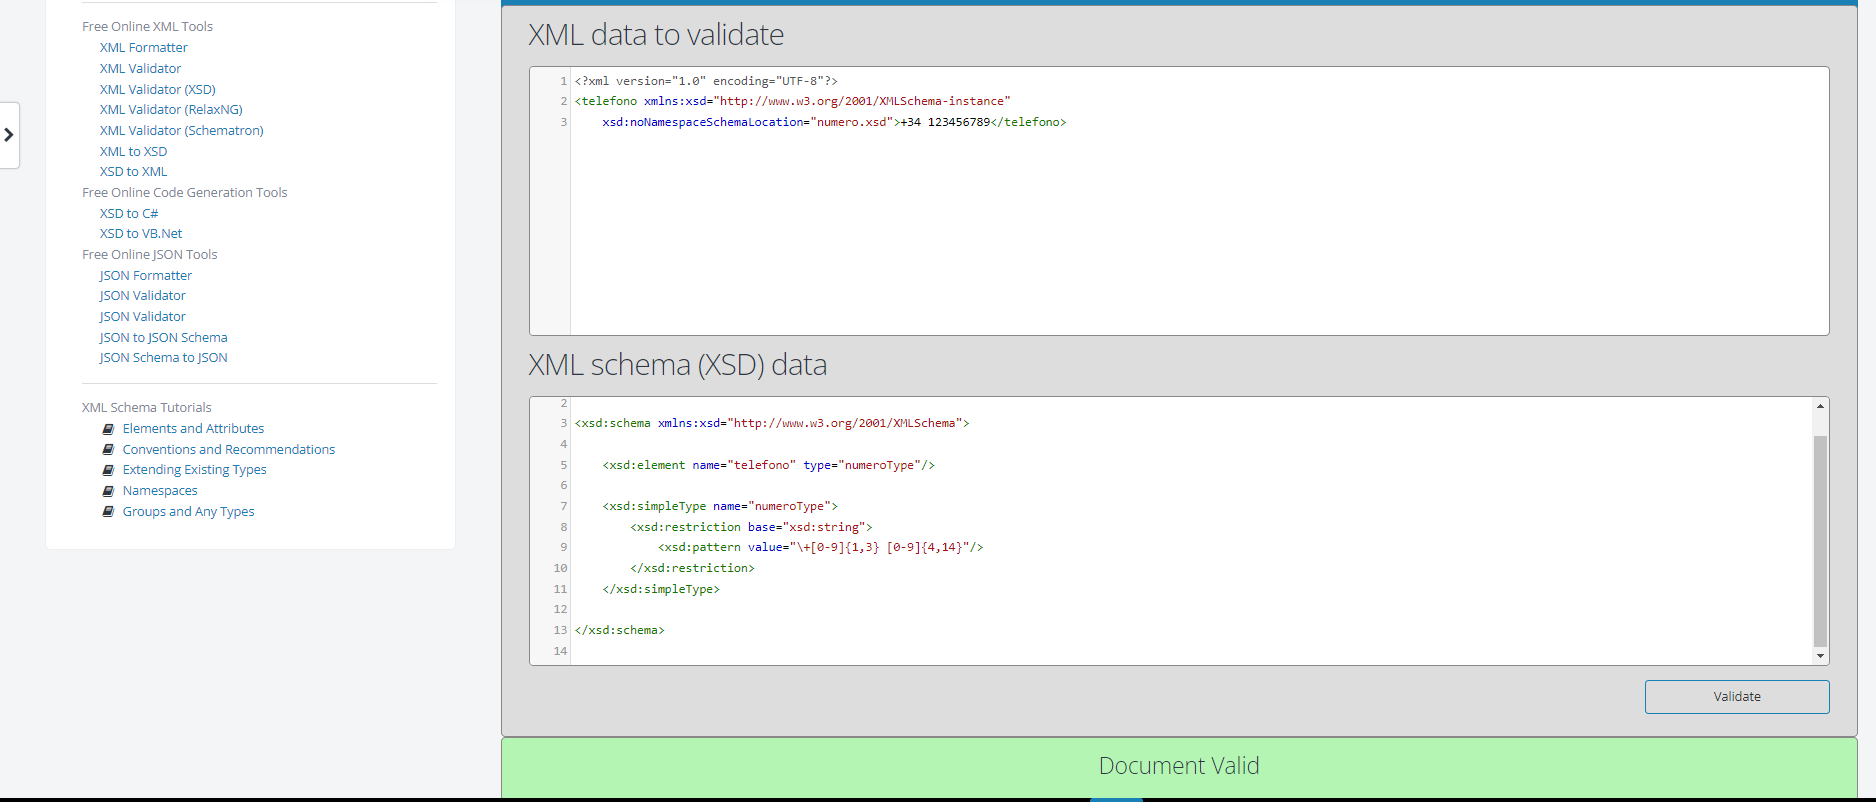 Free Online XML Tools
XML Formatter
XML Validator
XML Validator (XSD)
XML Validator (RelaxNG)
XML Validator (Schematron)
XML to XSD
XSD to XML
Free Online Code Generation Tools
XSD to C#
XSD to VB.Net
Free Online JSON Tools
JSON Formatter
JSON Validator
JSON Validator
JSON to JSON Schema
JSON Schema to JSON
XML Schema Tutorials
Elements and Attributes
Conventions and Recommendations
Extending Existing Types
Namespaces
Groups and Any Types
XML data to validate
1 <?xml version="1.0" encoding="UTF-8"?>
2 <telefono xmlns:xsd="http://www.w3.org/2001/XMLSchema-instance"
3     xsd:noNamespaceSchemaLocation="numero.xsd">+34 123456789</telefono>
XML schema (XSD) data
2
3 <xsd:schema xmlns:xsd="http://www.w3.org/2001/XMLSchema">
4
5     <xsd:element name="telefono" type="numeroType"/>
6
7     <xsd:simpleType name="numeroType">
8         <xsd:restriction base="xsd:string">
9             <xsd:pattern value="\+[0-9]{1,3} [0-9]{4,14}"/>
10         </xsd:restriction>
11     </xsd:simpleType>
12
13 </xsd:schema>
14
Validate
Document Valid